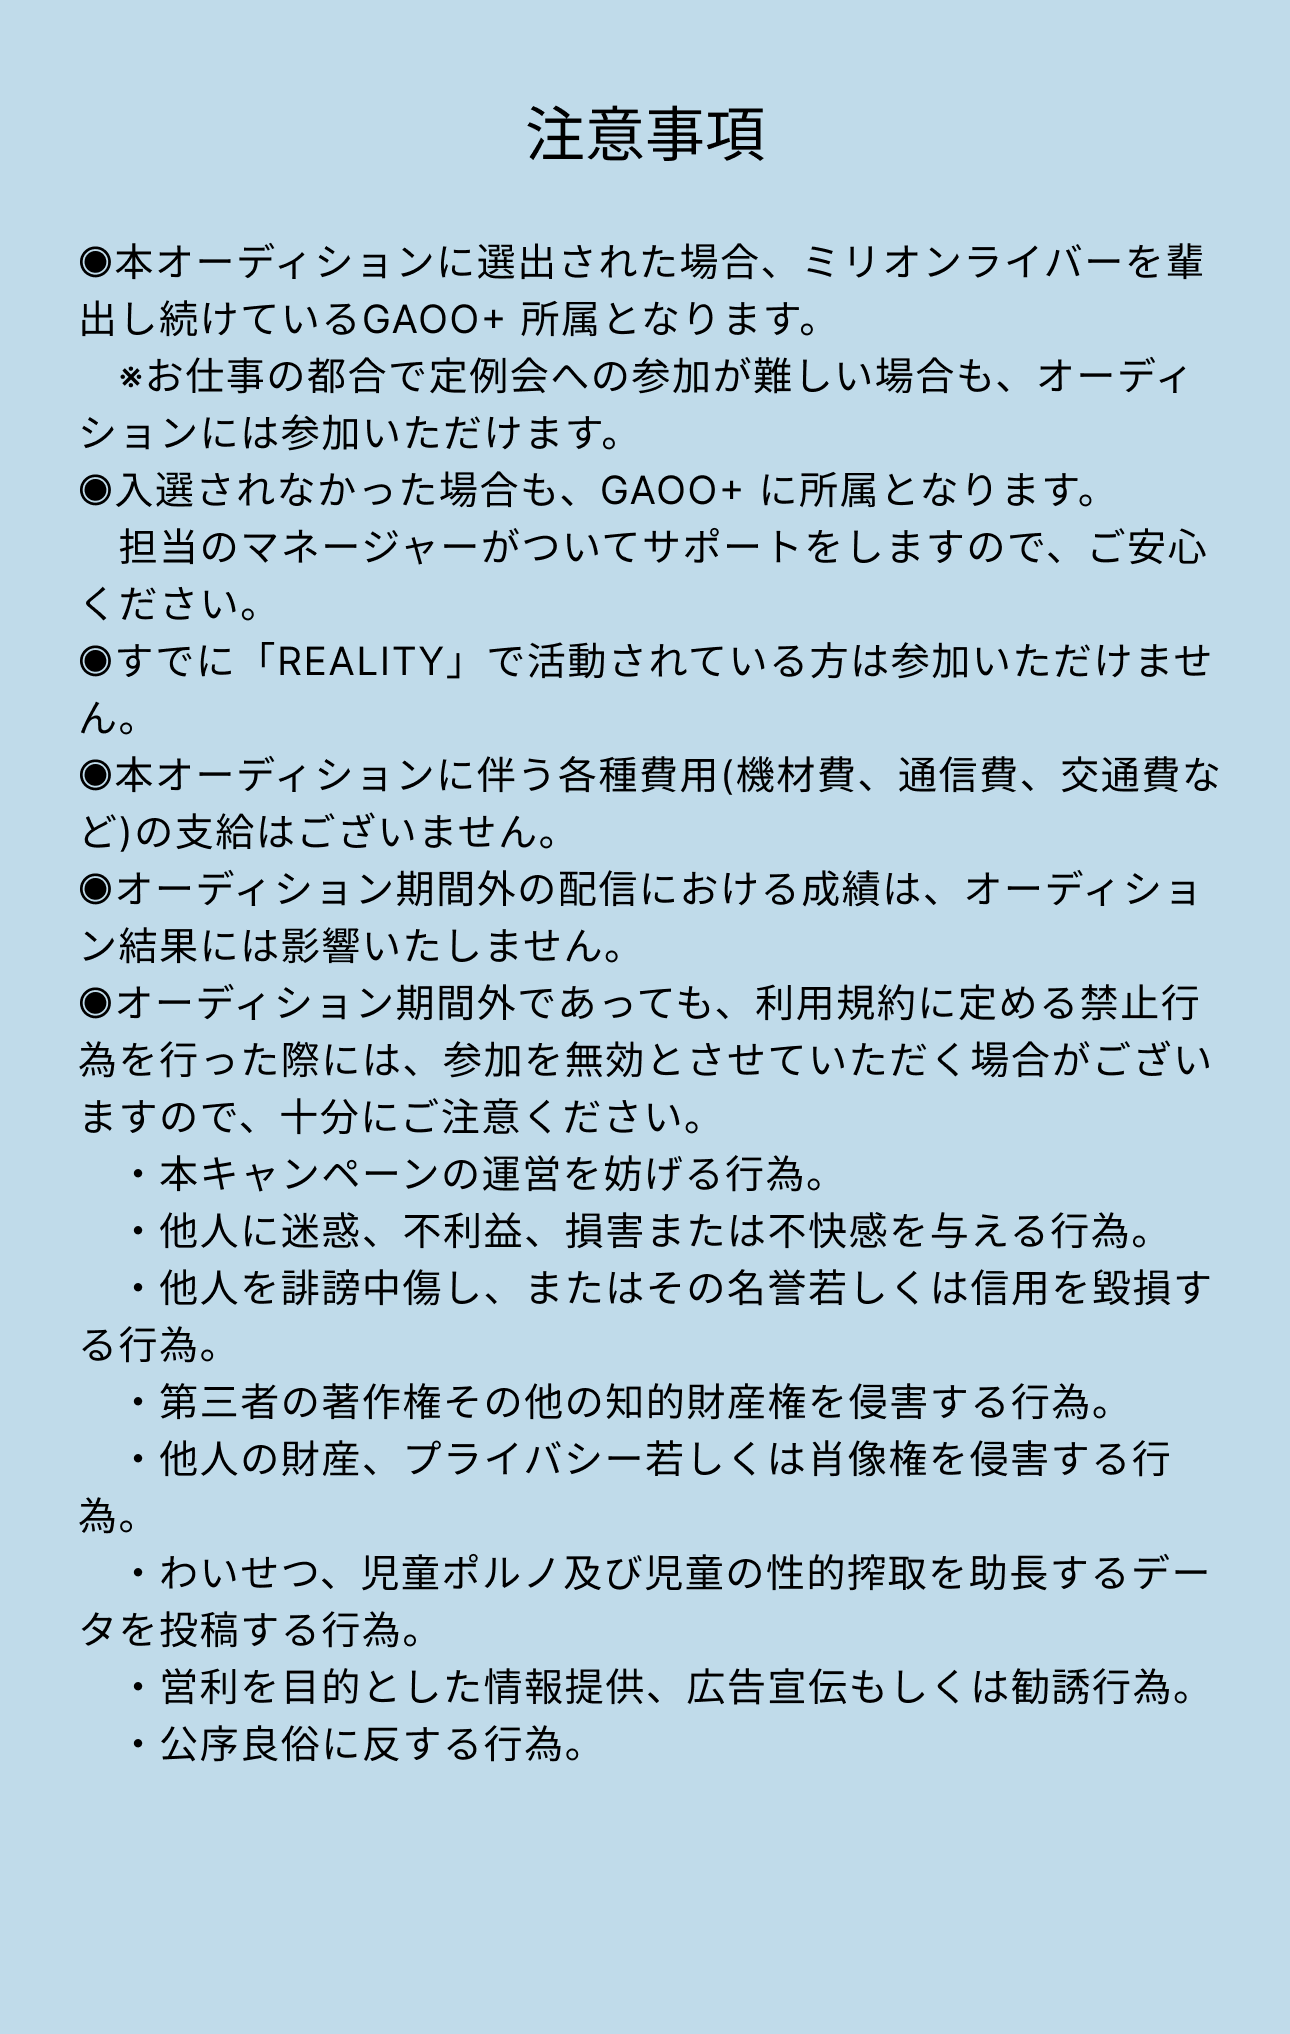 注意事項
◉本オーディションに選出された場合、ミリオンライバーを輩
出し続けているGAOO+ 所属となります。
　※お仕事の都合で定例会への参加が難しい場合も、オーディ
ションには参加いただけます。
◉入選されなかった場合も、GAOO+ に所属となります。
　担当のマネージャーがついてサポートをしますので、ご安心
ください。
◉すでに「REALITY」で活動されている方は参加いただけませ
ん。
◉本オーディションに伴う各種費用(機材費、通信費、交通費な
ど)の支給はございません。
◉オーディション期間外の配信における成績は、オーディショ
ン結果には影響いたしません。
◉オーディション期間外であっても、利用規約に定める禁止行
為を行った際には、参加を無効とさせていただく場合がござい
ますので、十分にご注意ください。
　・本キャンペーンの運営を妨げる行為。
　・他人に迷惑、不利益、損害または不快感を与える行為。
　・他人を誹謗中傷し、またはその名誉若しくは信用を毀損す
る行為。
　・第三者の著作権その他の知的財産権を侵害する行為。
　・他人の財産、プライバシー若しくは肖像権を侵害する行
為。
　・わいせつ、児童ポルノ及び児童の性的搾取を助長するデー
タを投稿する行為。
　・営利を目的とした情報提供、広告宣伝もしくは勧誘行為。
　・公序良俗に反する行為。